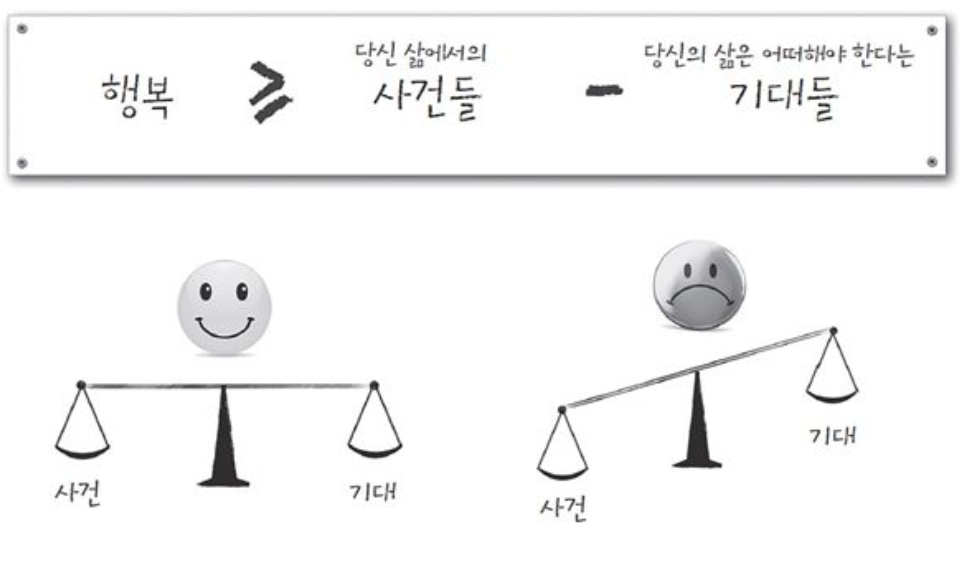 당신 삶에서의 당신의 삶은 어떠해야 한다는
행복 ≥ 사건들 - 기대들
사건 기대
기대
사건